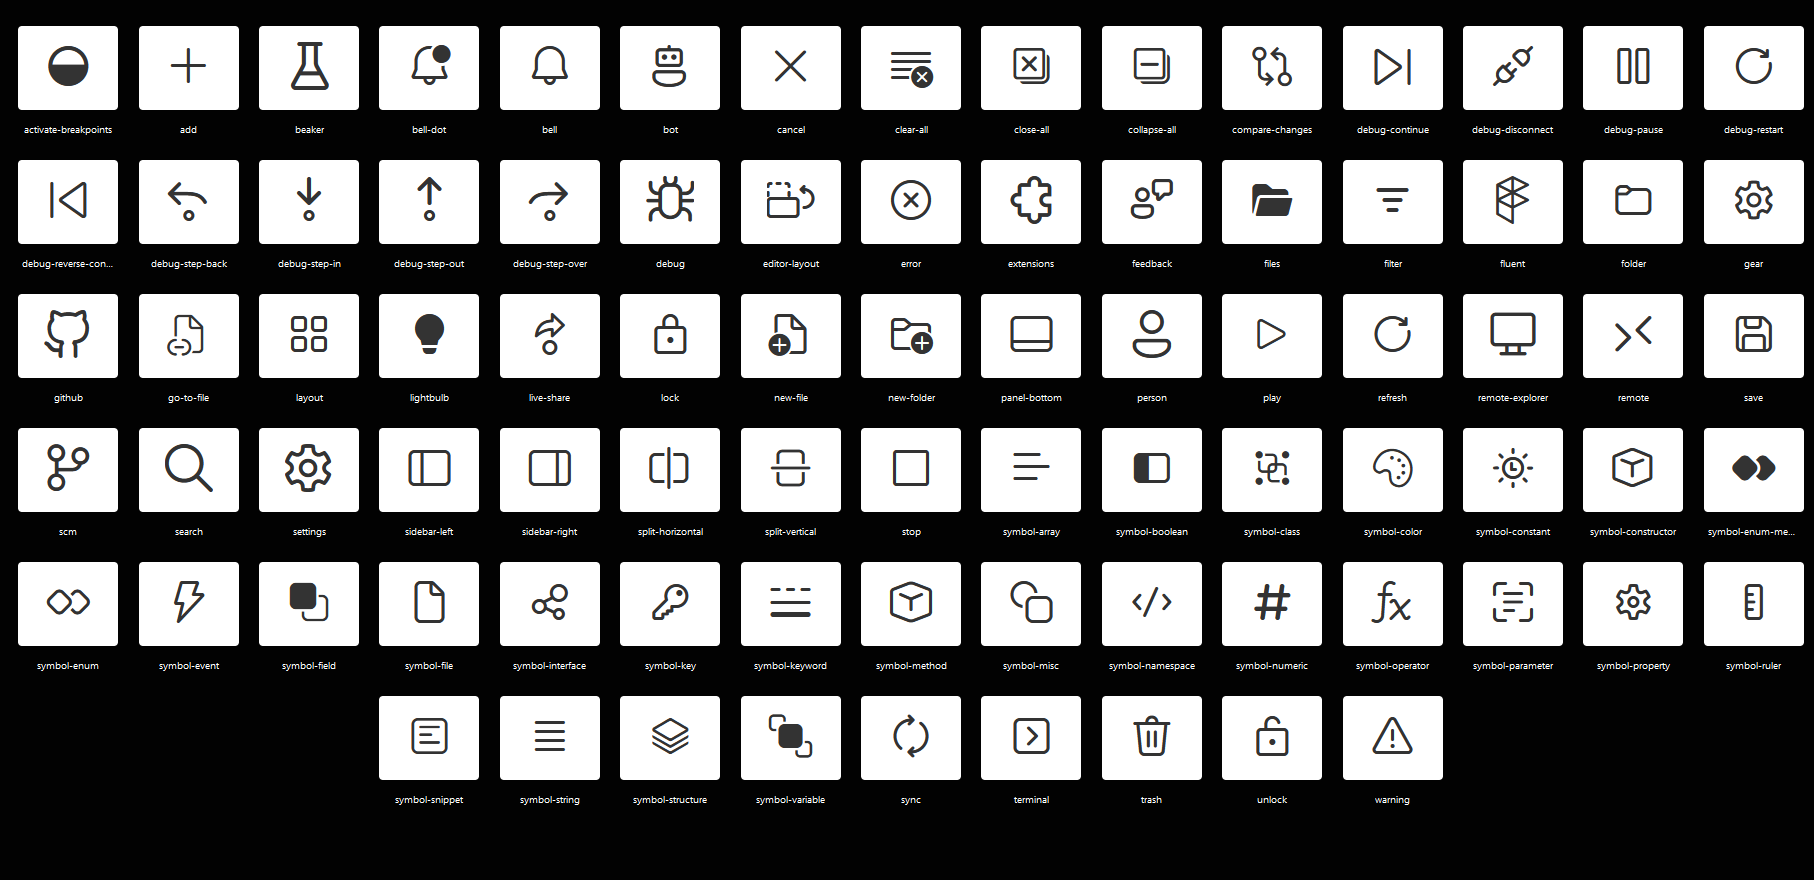 activate-breakpoints add beaker bell-dot bell bot cancel clear-all close-all collapse-all compare-changes debug-continue debug-disconnect debug-pause debug-restart
debug-reverse-con... debug-step-back debug-step-in debug-step-out debug-step-over debug editor-layout error extensions feedback files filter fluent folder gear
github go-to-file layout lightbulb live-share lock new-file new-folder panel-bottom person play refresh remote-explorer remote save
scm search settings sidebar-left sidebar-right split-horizontal split-vertical stop symbol-array symbol-boolean symbol-class symbol-color symbol-constant symbol-constructor symbol-enum-me...
symbol-enum symbol-event symbol-field symbol-file symbol-interface symbol-key symbol-keyword symbol-method symbol-misc symbol-namespace symbol-numeric symbol-operator symbol-parameter symbol-property symbol-ruler
symbol-snippet symbol-string symbol-structure symbol-variable sync terminal trash unlock warning